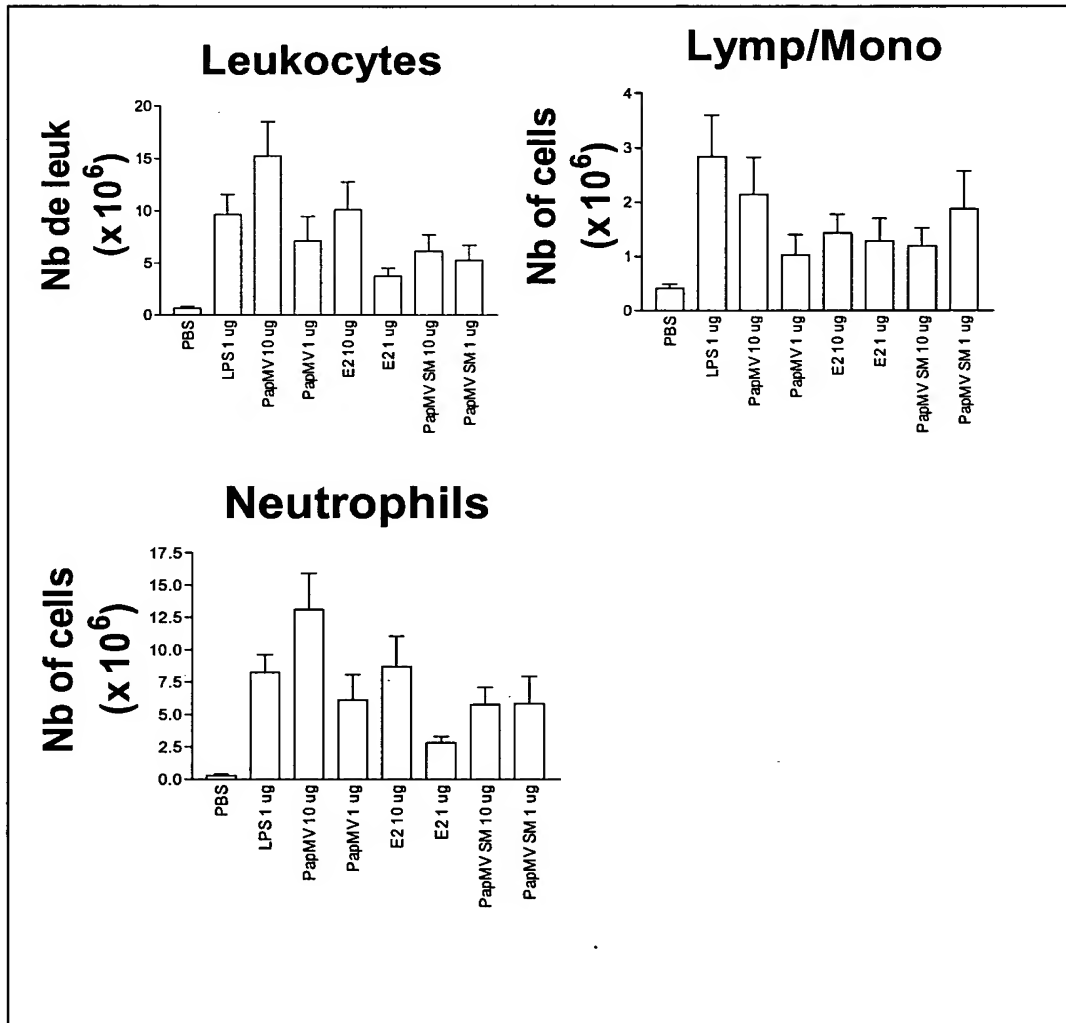 Leukocytes
Nb de leuk
(x 10⁶)
20
15
10
5
0
PBS
LPS 1 ug
PapMV 10 ug
PapMV 1 ug
E2 10 ug
E2 1 ug
PapMV SM 10 ug
PapMV SM 1 ug
Lymp/Mono
Nb of cells
(x 10⁶)
4
3
2
1
0
PBS
LPS 1 ug
PapMV 10 ug
PapMV 1 ug
E2 10 ug
E2 1 ug
PapMV SM 10 ug
PapMV SM 1 ug
Neutrophils
Nb of cells
(x 10⁶)
17.5
15.0
12.5
10.0
7.5
5.0
2.5
0.0
PBS
LPS 1 ug
PapMV 10 ug
PapMV 1 ug
E2 10 ug
E2 1 ug
PapMV SM 10 ug
PapMV SM 1 ug